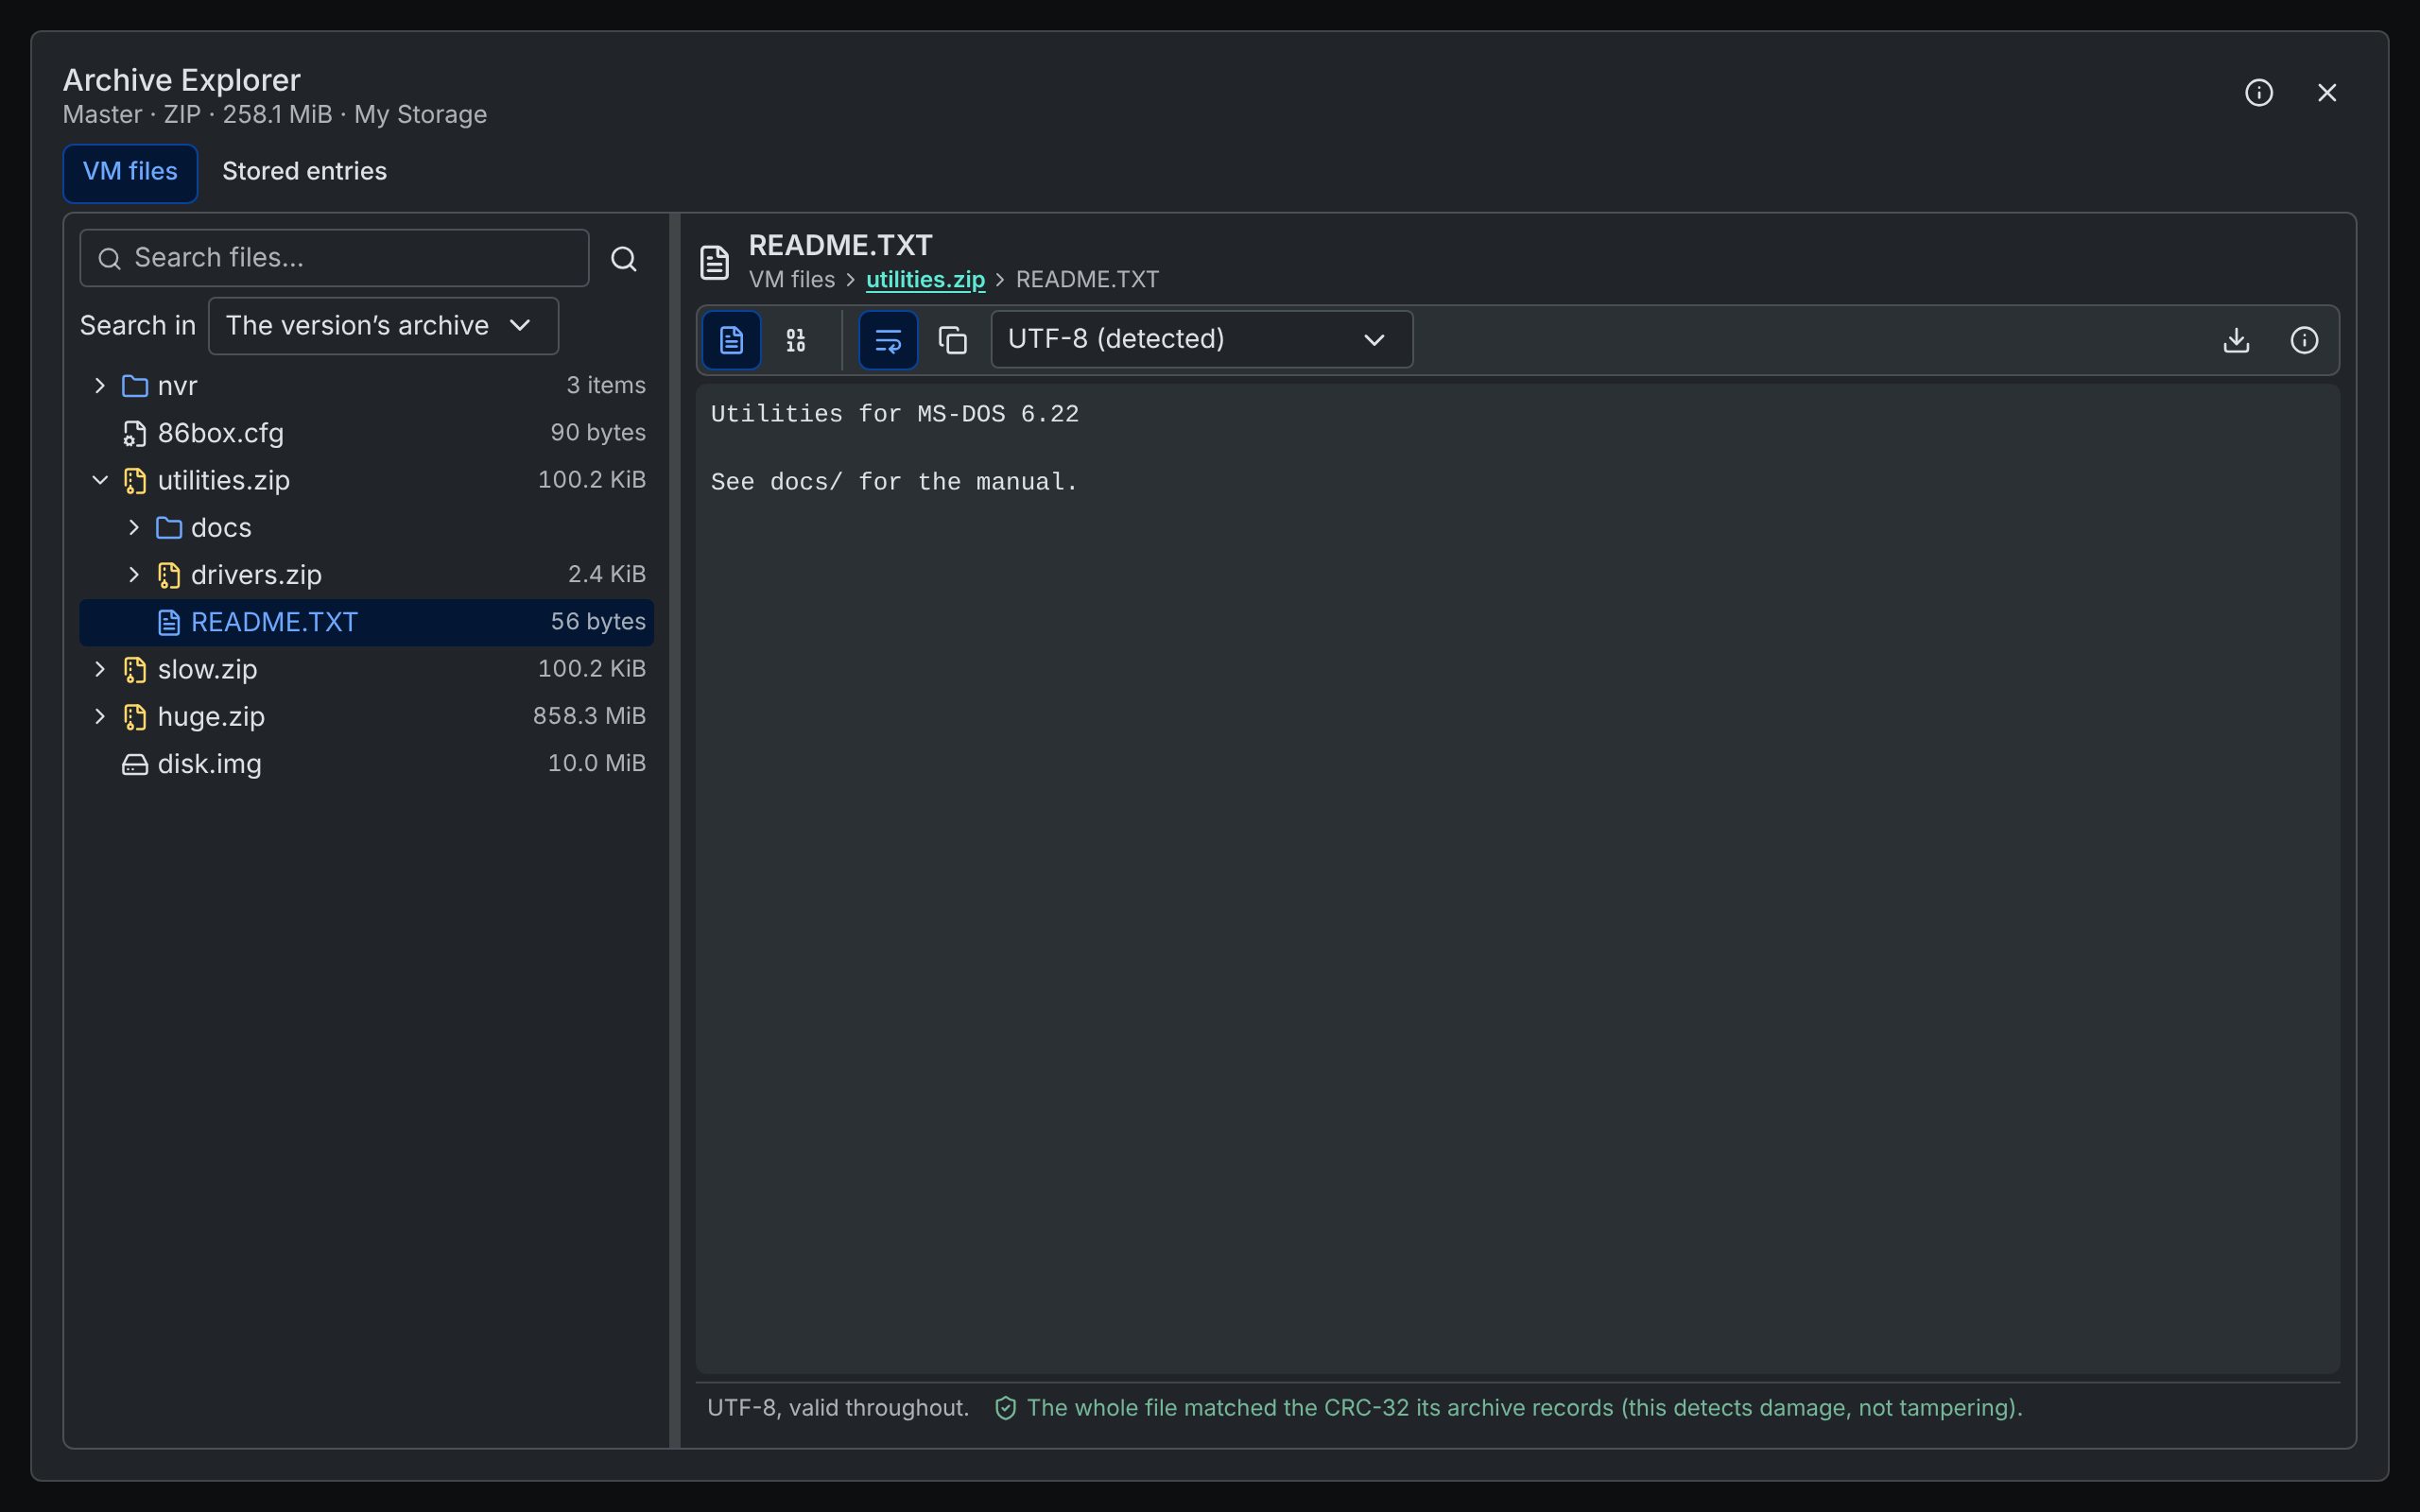 Archive Explorer
Master · ZIP · 258.1 MiB · My Storage
VM files
Stored entries
Search files...
Search in
The version’s archive
nvr
3 items
86box.cfg
90 bytes
utilities.zip
100.2 KiB
docs
drivers.zip
2.4 KiB
README.TXT
56 bytes
slow.zip
100.2 KiB
huge.zip
858.3 MiB
disk.img
10.0 MiB
README.TXT
VM files > utilities.zip > README.TXT
01
10
UTF-8 (detected)
Utilities for MS-DOS 6.22
See docs/ for the manual.
UTF-8, valid throughout.
The whole file matched the CRC-32 its archive records (this detects damage, not tampering).